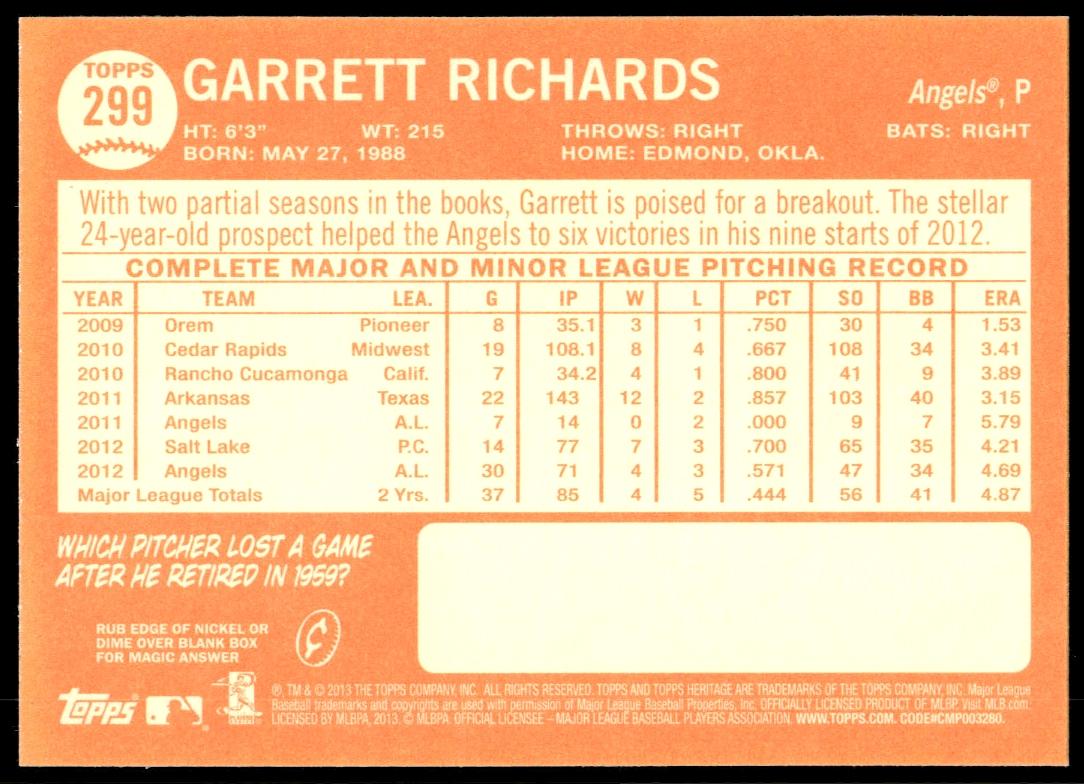 TOPPS
299
GARRETT RICHARDS
Angels®, P
HT: 6'3" WT: 215 THROWS: RIGHT BATS: RIGHT
BORN: MAY 27, 1988 HOME: EDMOND, OKLA.
With two partial seasons in the books, Garrett is poised for a breakout. The stellar
24-year-old prospect helped the Angels to six victories in his nine starts of 2012.
COMPLETE MAJOR AND MINOR LEAGUE PITCHING RECORD
YEAR TEAM LEA. G IP W L PCT SO BB ERA
2009 Orem Pioneer 8 35.1 3 1 .750 30 4 1.53
2010 Cedar Rapids Midwest 19 108.1 8 4 .667 108 34 3.41
2010 Rancho Cucamonga Calif. 7 34.2 4 1 .800 41 9 3.89
2011 Arkansas Texas 22 143 12 2 .857 103 40 3.15
2011 Angels A.L. 7 14 0 2 .000 9 7 5.79
2012 Salt Lake P.C. 14 77 7 3 .700 65 35 4.21
2012 Angels A.L. 30 71 4 3 .571 47 34 4.69
Major League Totals 2 Yrs. 37 85 4 5 .444 56 41 4.87
WHICH PITCHER LOST A GAME
AFTER HE RETIRED IN 1959?
RUB EDGE OF NICKEL OR
DIME OVER BLANK BOX
FOR MAGIC ANSWER
topps
®, TM & © 2013 THE TOPPS COMPANY, INC. ALL RIGHTS RESERVED. TOPPS AND TOPPS HERITAGE ARE TRADEMARKS OF THE TOPPS COMPANY, INC. Major League
Baseball trademarks and copyrights are used with permission of Major League Baseball Properties, Inc. OFFICIALLY LICENSED PRODUCT OF MLBP. Visit MLB.com.
LICENSED BY MLBPA, 2013. © MLBPA. OFFICIAL LICENSEE – MAJOR LEAGUE BASEBALL PLAYERS ASSOCIATION. WWW.TOPPS.COM. CODE#CMP003280.